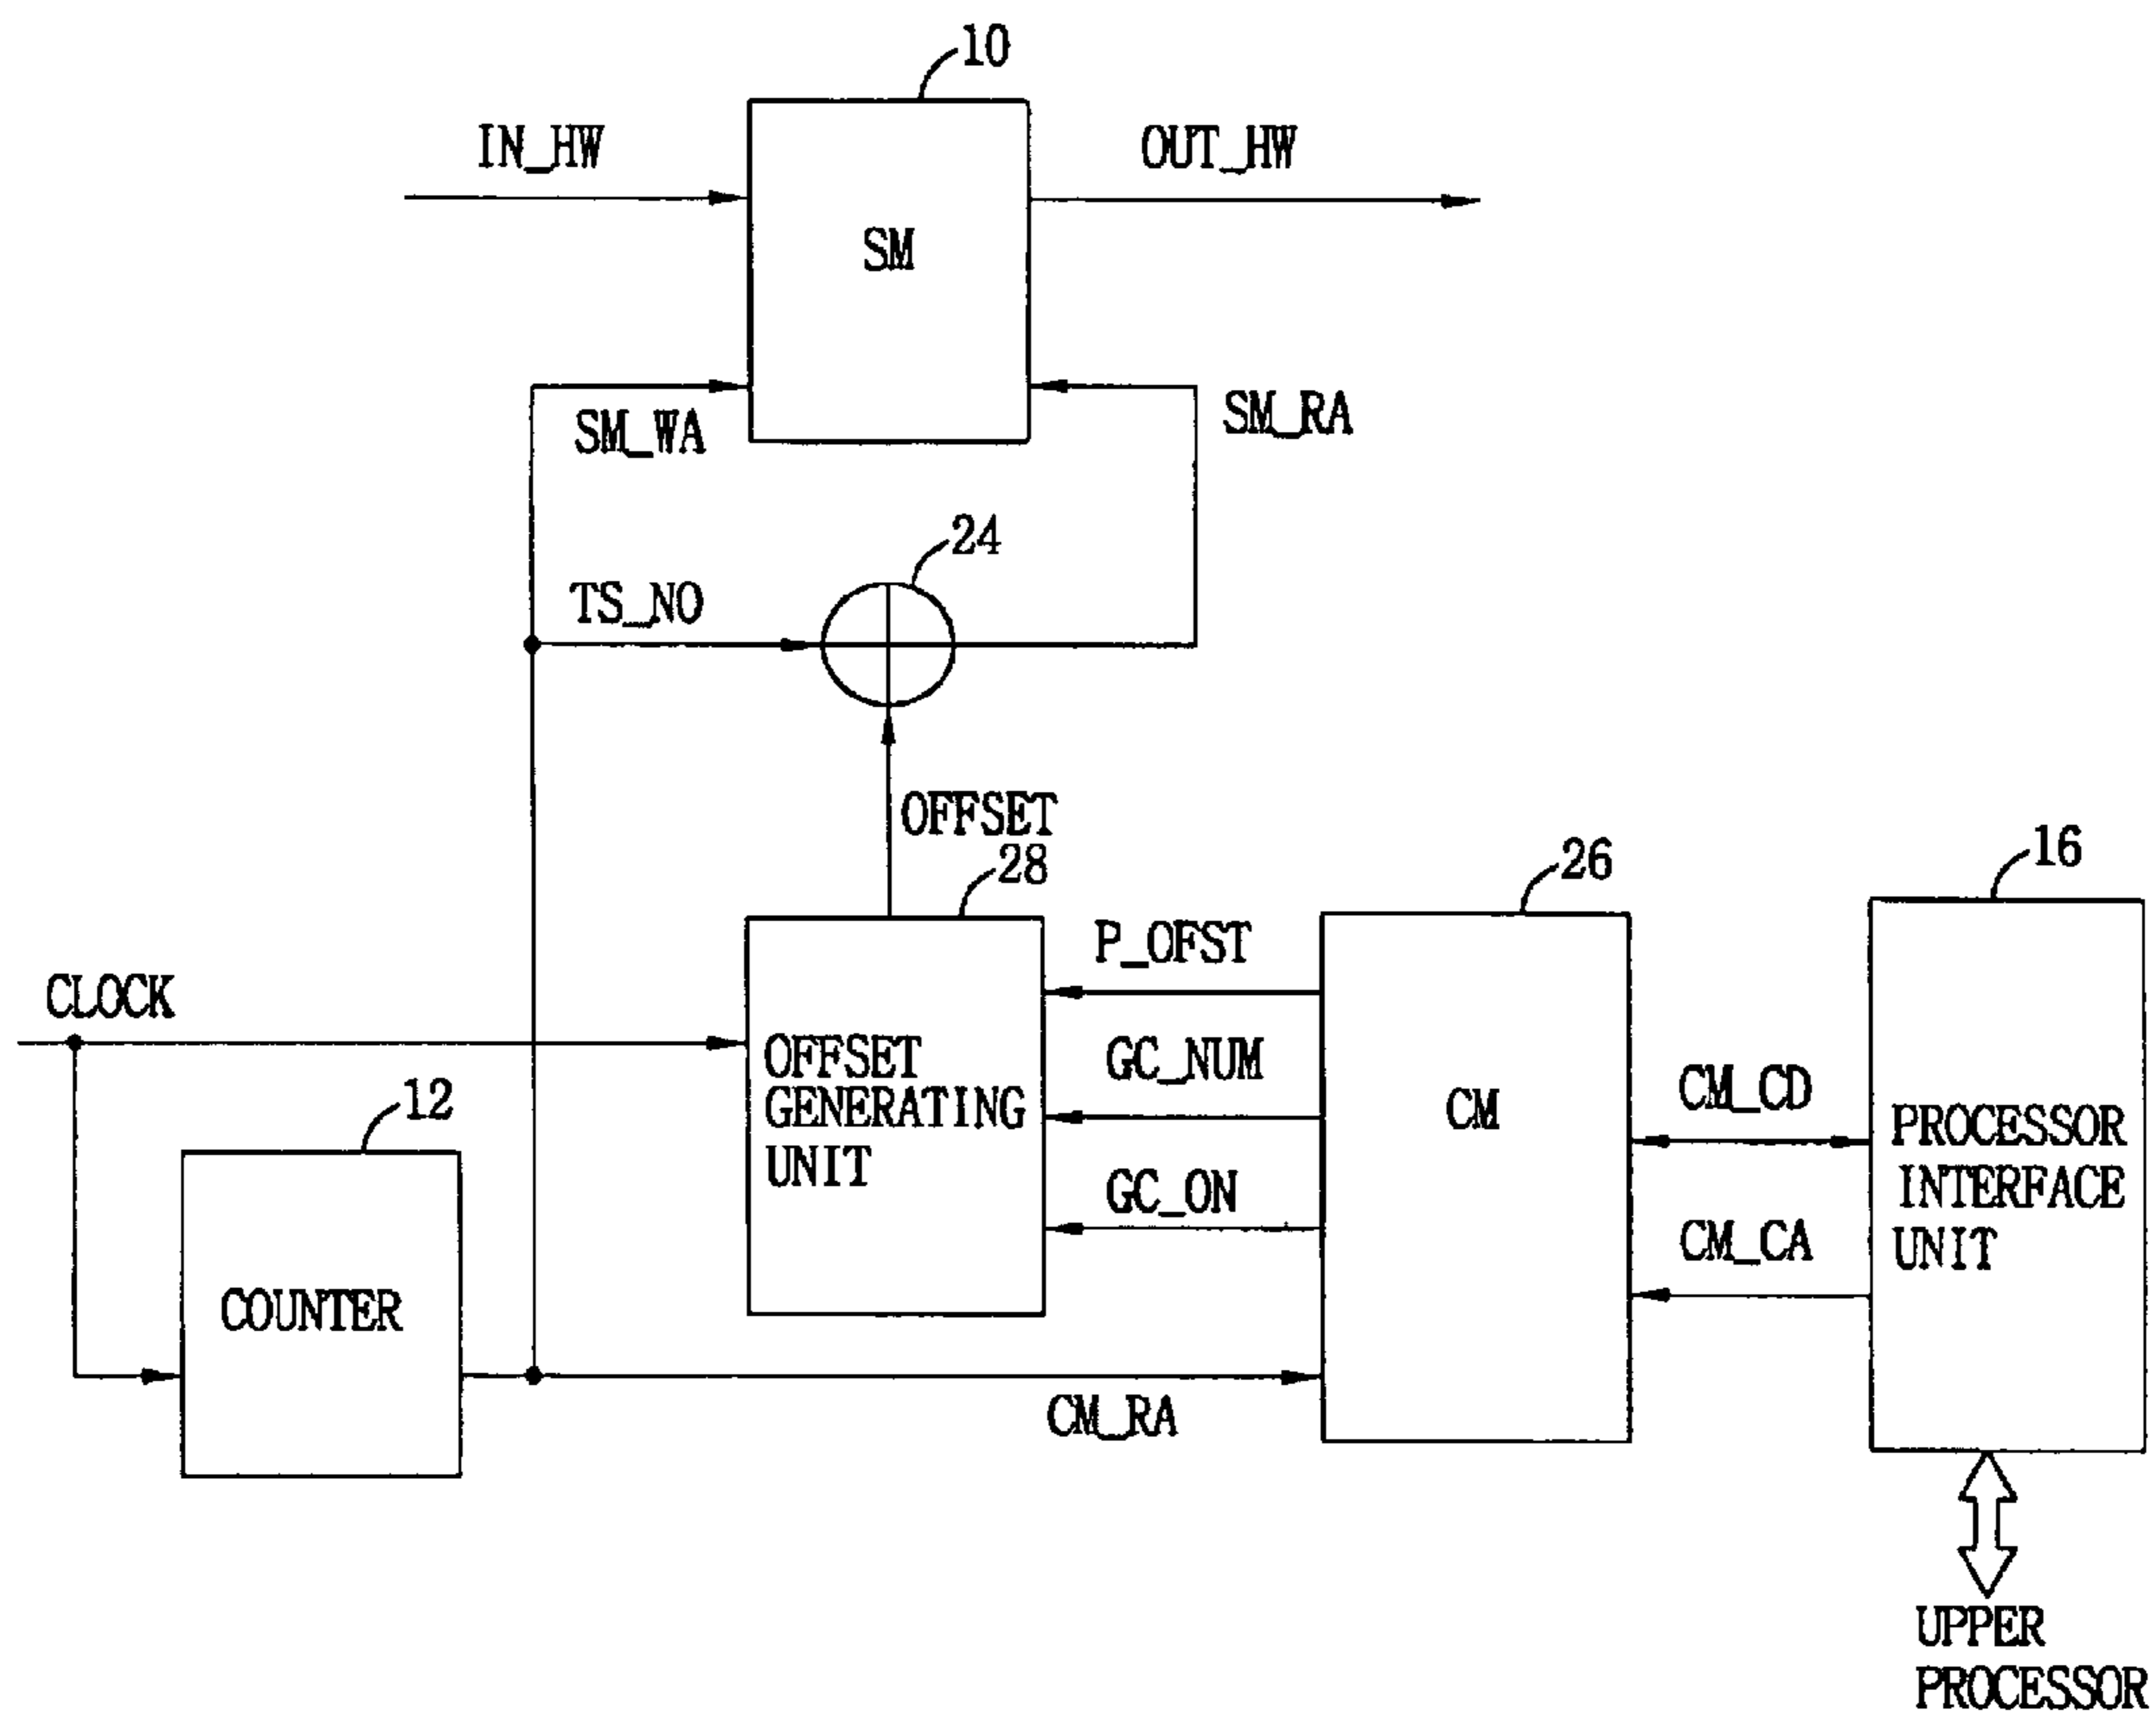 10
IN_HW
OUT_HW
SM
SM_WA
SM_RA
24
TS_NO
OFFSET
28
26
16
P_OFST
CLOCK
OFFSET
GENERATING
UNIT
GC_NUM
CM
CM_CD
PROCESSOR
INTERFACE
UNIT
12
GC_ON
CM_CA
COUNTER
CM_RA
UPPER
PROCESSOR